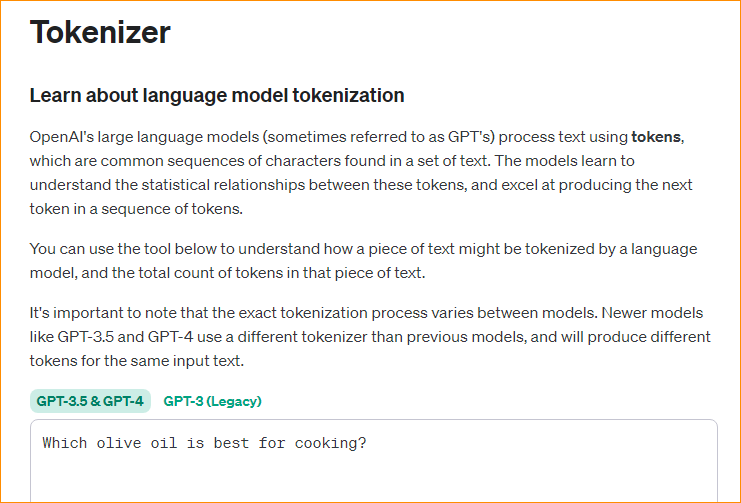 Tokenizer
Learn about language model tokenization
OpenAI's large language models (sometimes referred to as GPT's) process text using tokens,
which are common sequences of characters found in a set of text. The models learn to
understand the statistical relationships between these tokens, and excel at producing the next
token in a sequence of tokens.
You can use the tool below to understand how a piece of text might be tokenized by a language
model, and the total count of tokens in that piece of text.
It's important to note that the exact tokenization process varies between models. Newer models
like GPT-3.5 and GPT-4 use a different tokenizer than previous models, and will produce different
tokens for the same input text.
GPT-3.5 & GPT-4 GPT-3 (Legacy)
Which olive oil is best for cooking?